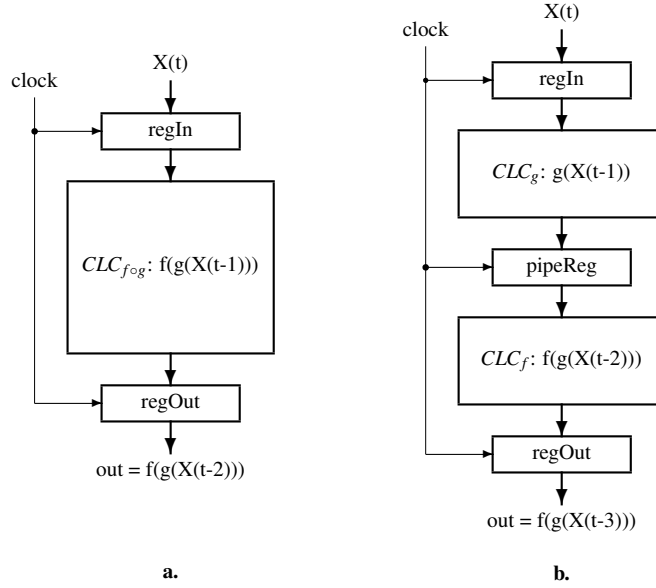 clock
X(t)
regIn
CLC_{f∘g}: f(g(X(t-1)))
regOut
out = f(g(X(t-2)))
a.
clock
X(t)
regIn
CLC_g: g(X(t-1))
pipeReg
CLC_f: f(g(X(t-2)))
regOut
out = f(g(X(t-3)))
b.